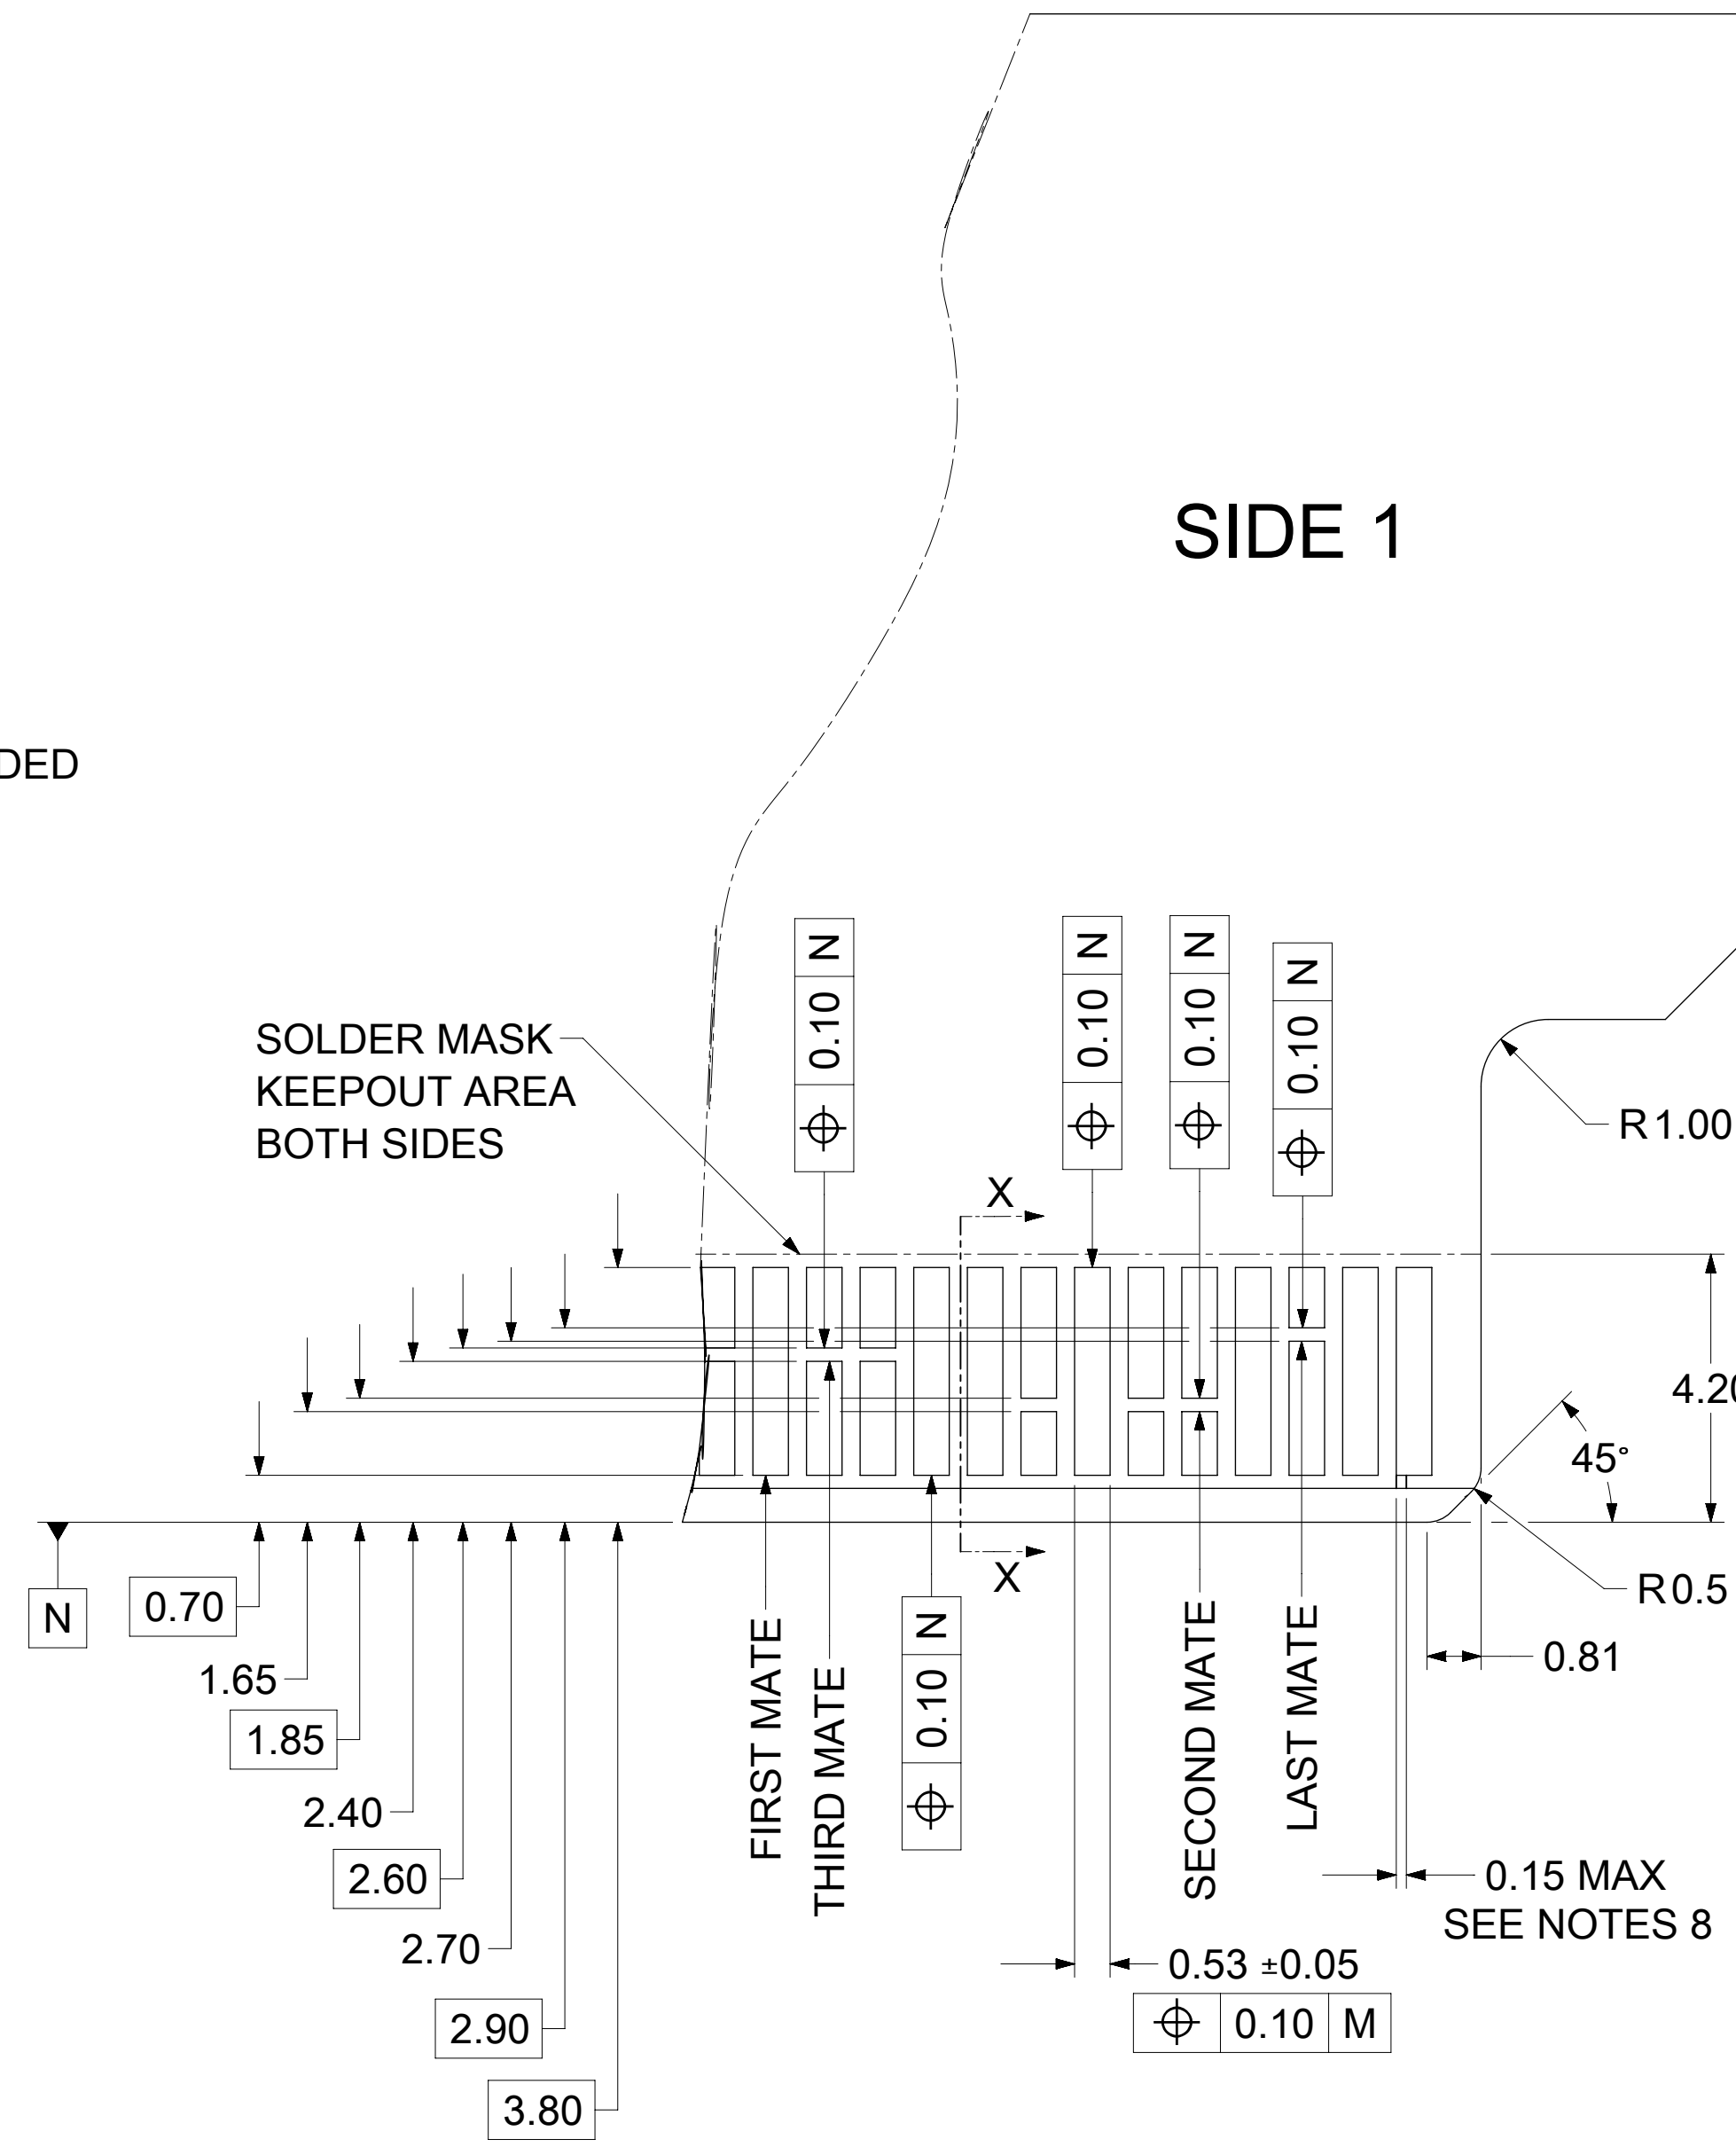 SIDE 1
DED
N
0.10
⌖
N
0.10
⌖
N
0.10
⌖
N
0.10
⌖
SOLDER MASK
KEEPOUT AREA
BOTH SIDES
R1.00
X
4.20
45°
X
R0.5
N
0.70
1.65
1.85
2.40
2.60
2.70
2.90
3.80
FIRST MATE
THIRD MATE
⌖ 0.10 N
SECOND MATE
LAST MATE
0.81
0.15 MAX
SEE NOTES 8
0.53 ±0.05
⌖ 0.10 M